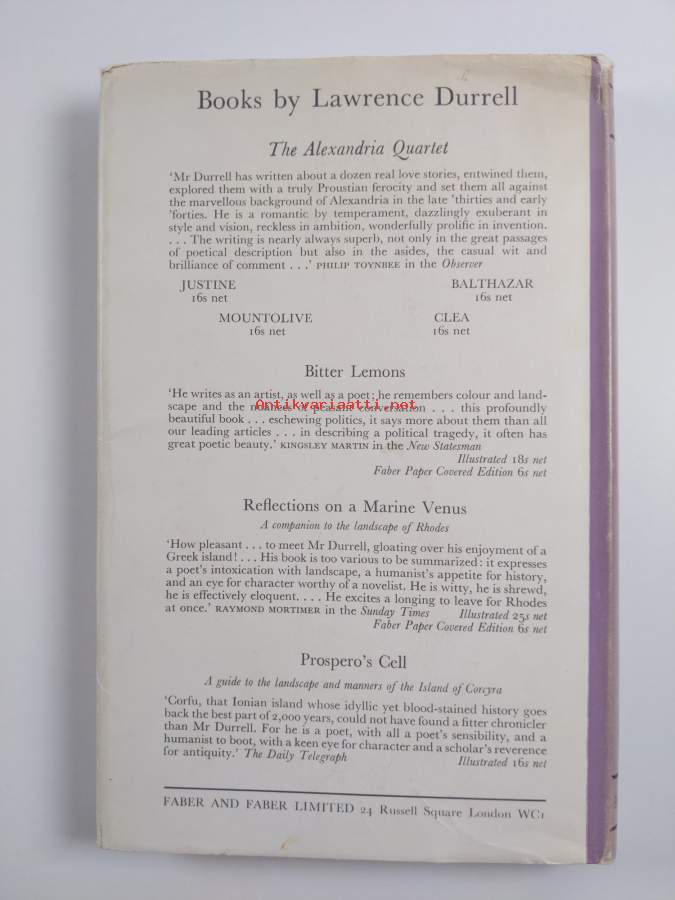 Books by Lawrence Durrell
The Alexandria Quartet
‘Mr Durrell has written about a dozen real love stories, entwined them,
explored them with a truly Proustian ferocity and set them all against
the marvellous background of Alexandria in the late ’thirties and early
’forties. He is a romantic by temperament, dazzlingly exuberant in
style and vision, reckless in ambition, wonderfully prolific in invention.
. . . The writing is nearly always superb, not only in the great passages
of poetical description but also in the asides, the casual wit and
brilliance of comment . . .’ PHILIP TOYNBEE in the Observer
JUSTINE BALTHAZAR
16s net 16s net
MOUNTOLIVE CLEA
16s net 16s net
Bitter Lemons
‘He writes as an artist, as well as a poet; he remembers colour and land-
Antikvariaatti.net
scape and the nuances of peasant conversation . . . this profoundly
beautiful book . . . eschewing politics, it says more about them than all
our leading articles . . . in describing a political tragedy, it often has
great poetic beauty.’ KINGSLEY MARTIN in the New Statesman
Illustrated 18s net
Faber Paper Covered Edition 6s net
Reflections on a Marine Venus
A companion to the landscape of Rhodes
‘How pleasant . . . to meet Mr Durrell, gloating over his enjoyment of a
Greek island! . . . His book is too various to be summarized: it expresses
a poet’s intoxication with landscape, a humanist’s appetite for history,
and an eye for character worthy of a novelist. He is witty, he is shrewd,
he is effectively eloquent. . . . He excites a longing to leave for Rhodes
at once.’ RAYMOND MORTIMER in the Sunday Times Illustrated 25s net
Faber Paper Covered Edition 6s net
Prospero’s Cell
A guide to the landscape and manners of the Island of Corcyra
‘Corfu, that Ionian island whose idyllic yet blood-stained history goes
back the best part of 2,000 years, could not have found a fitter chronicler
than Mr Durrell. For he is a poet, with all a poet’s sensibility, and a
humanist to boot, with a keen eye for character and a scholar’s reverence
for antiquity.’ The Daily Telegraph Illustrated 16s net
FABER AND FABER LIMITED 24 Russell Square London WC1